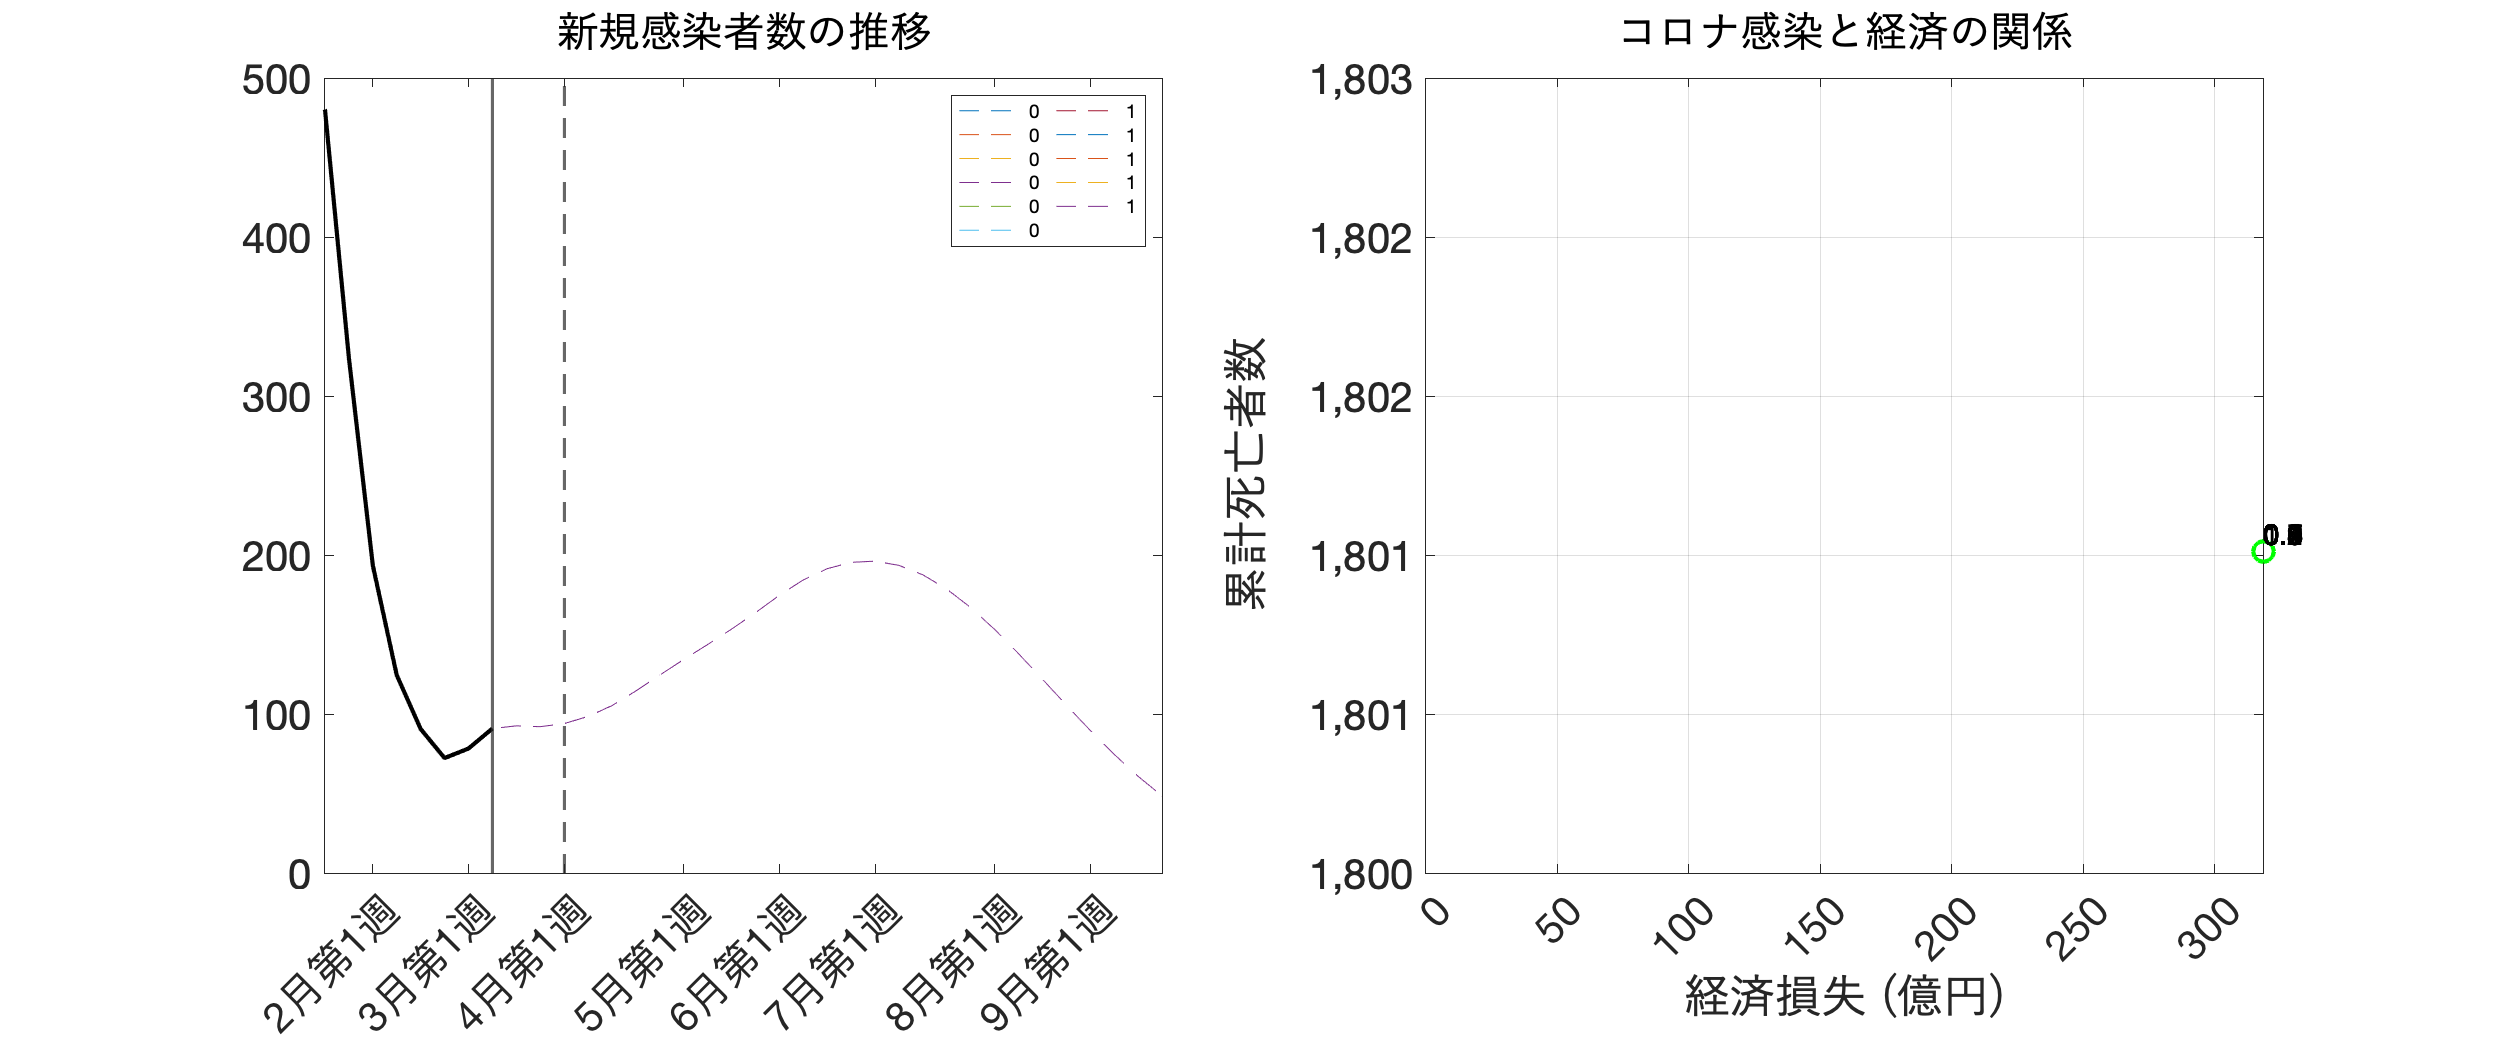 新規感染者数の推移
500
400
300
200
100
0
0 1
0 1
0 1
0 1
0 1
0
2月第1週
3月第1週
4月第1週
5月第1週
6月第1週
7月第1週
8月第1週
9月第1週
コロナ感染と経済の関係
累計死亡者数
1,803
1,802
1,802
1,801
1,801
1,800
0
50
100
150
200
250
300
経済損失（億円）